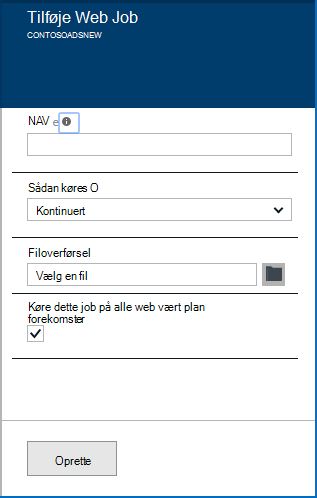 Tilføje Web Job
CONTOSOADSNEW
NAV e
Sådan køres O
Kontinuert
Filoverførsel
Vælg en fil
Køre dette job på alle web vært plan
forekomster
Oprette